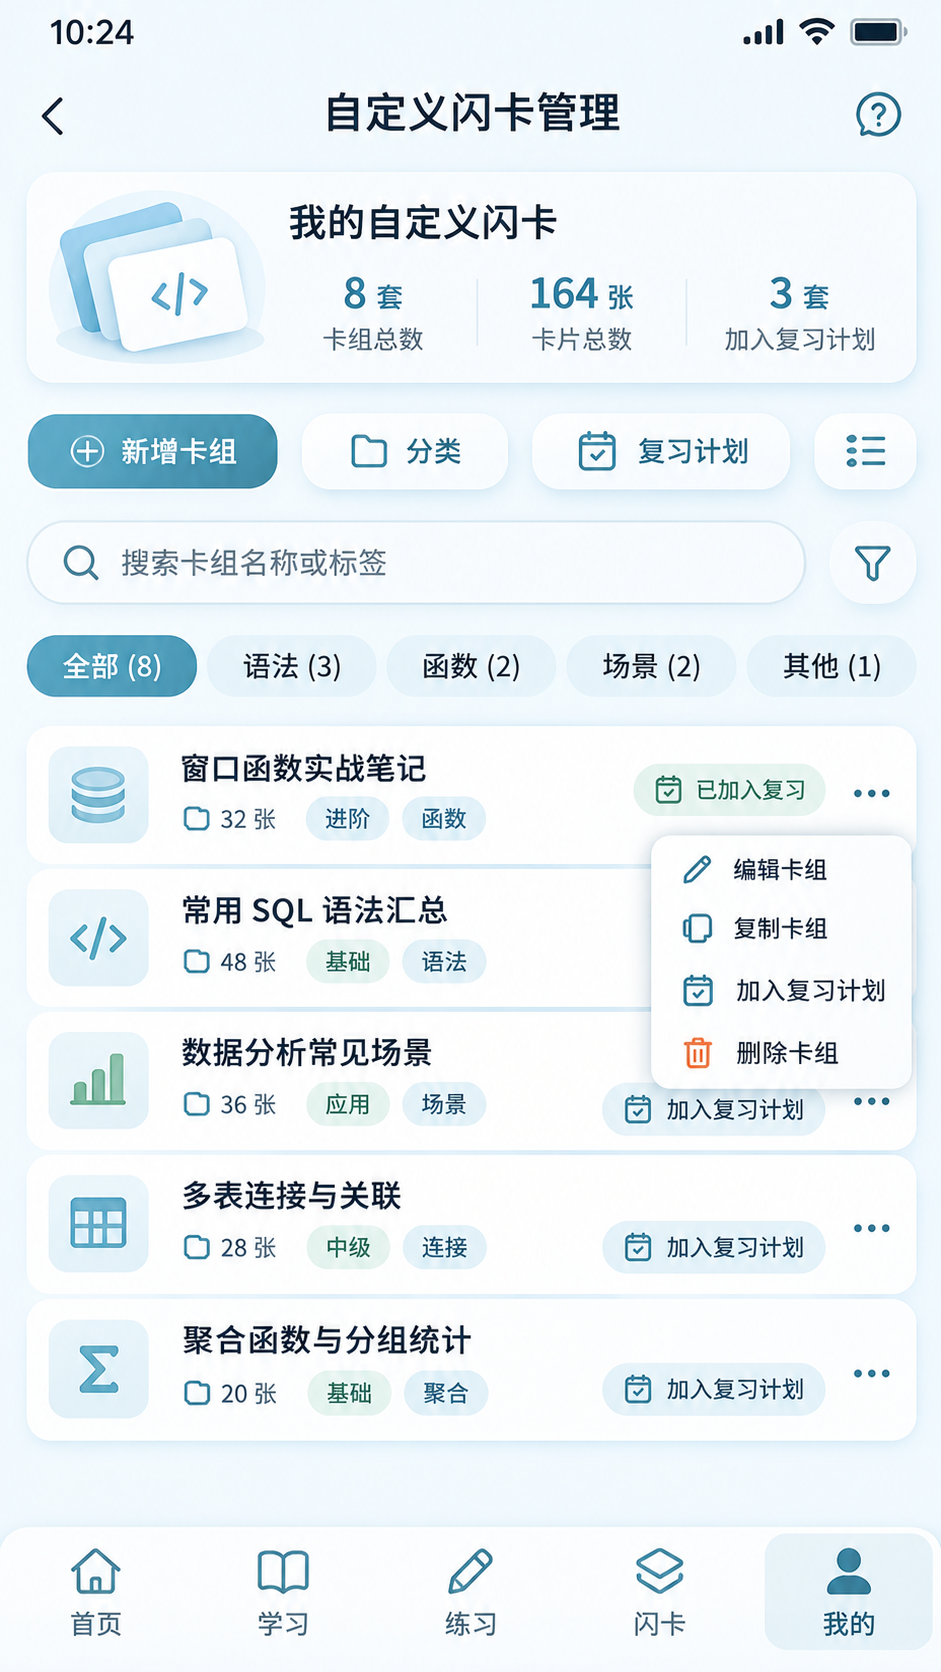 10:24
自定义闪卡管理
我的自定义闪卡
8 套
164 张
3 套
卡组总数
卡片总数
加入复习计划
新增卡组
分类
复习计划
搜索卡组名称或标签
全部 (8)
语法 (3)
函数 (2)
场景 (2)
其他 (1)
窗口函数实战笔记
32 张
进阶
函数
已加入复习
编辑卡组
复制卡组
加入复习计划
删除卡组
常用 SQL 语法汇总
48 张
基础
语法
数据分析常见场景
36 张
应用
场景
加入复习计划
多表连接与关联
28 张
中级
连接
加入复习计划
聚合函数与分组统计
20 张
基础
聚合
加入复习计划
首页
学习
练习
闪卡
我的